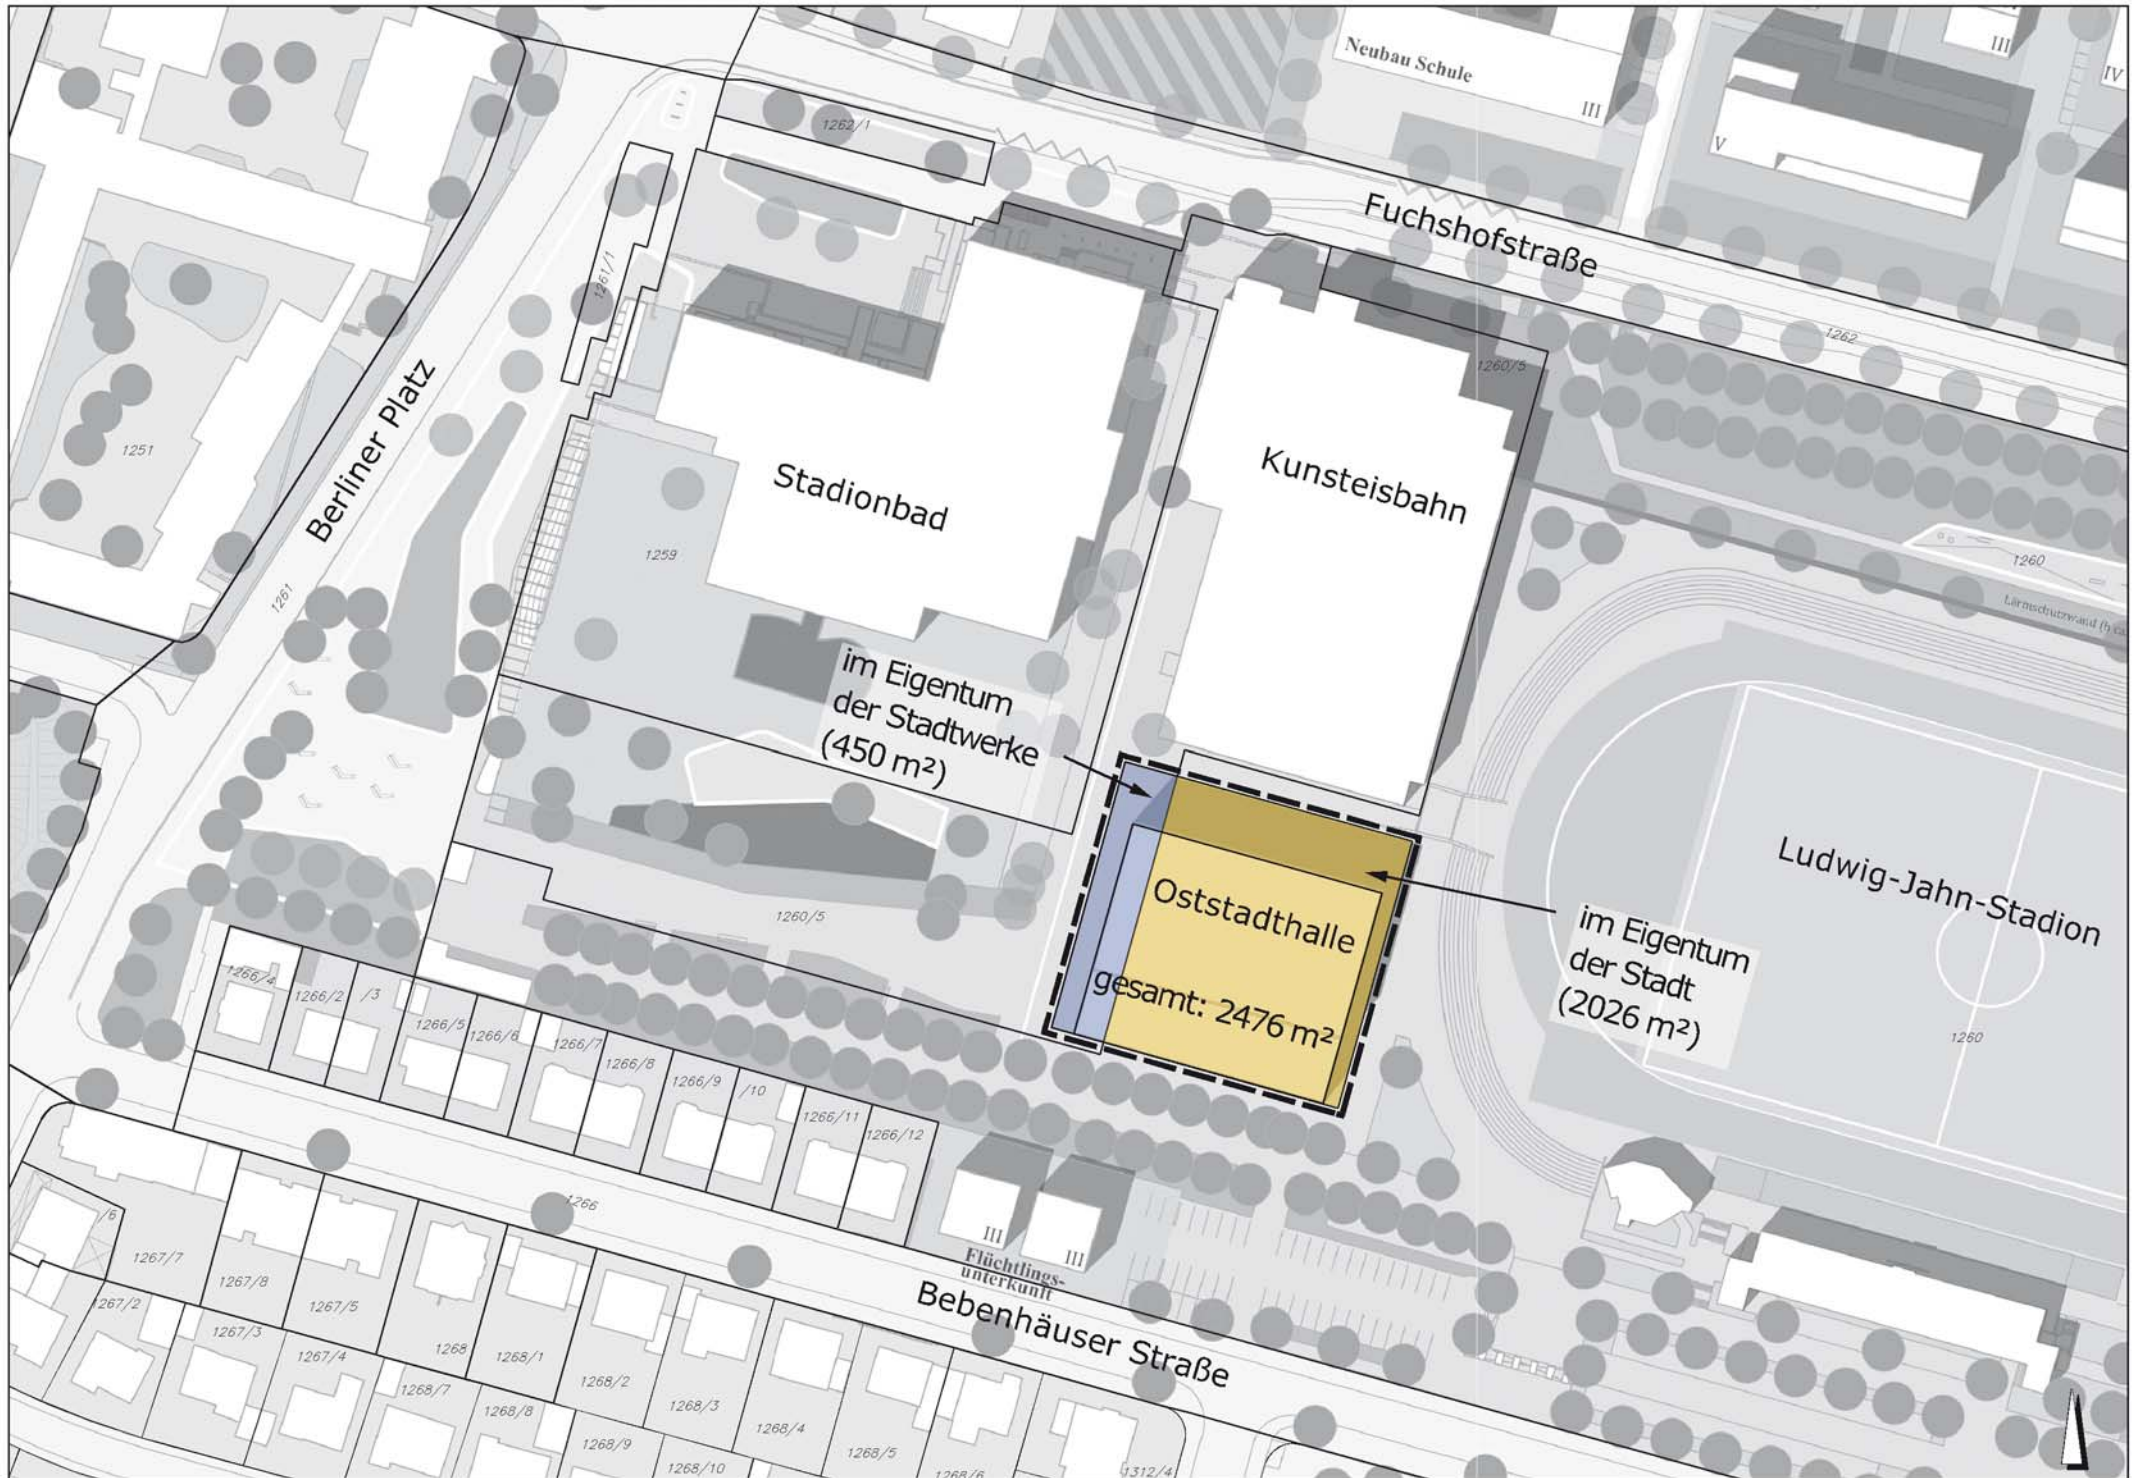 Neubau Schule
III
III
IV
V
1262/1
Fuchshofstraße
1261/1
1262
1260/5
Berliner Platz
1251
Stadionbad
Kunsteisbahn
1259
1260
1261
im Eigentum
der Stadtwerke
(450 m²)
Ludwig-Jahn-Stadion
Oststadthalle
gesamt: 2476 m²
im Eigentum
der Stadt
(2026 m²)
1260/5
1260
1266/4
1266/2
/3
1266/5
1266/6
1266/7
1266/8
1266/9
/10
1266/11
1266/12
1266
III
III
Flüchtlings-
unterkunft
Bebenhäuser Straße
/6
1267/7
1267/8
1267/5
1268
1268/1
1267/2
1267/3
1267/4
1268/2
1268/3
1268/4
1268/5
1268/6
1268/7
1268/8
1268/9
1268/10
1312/4